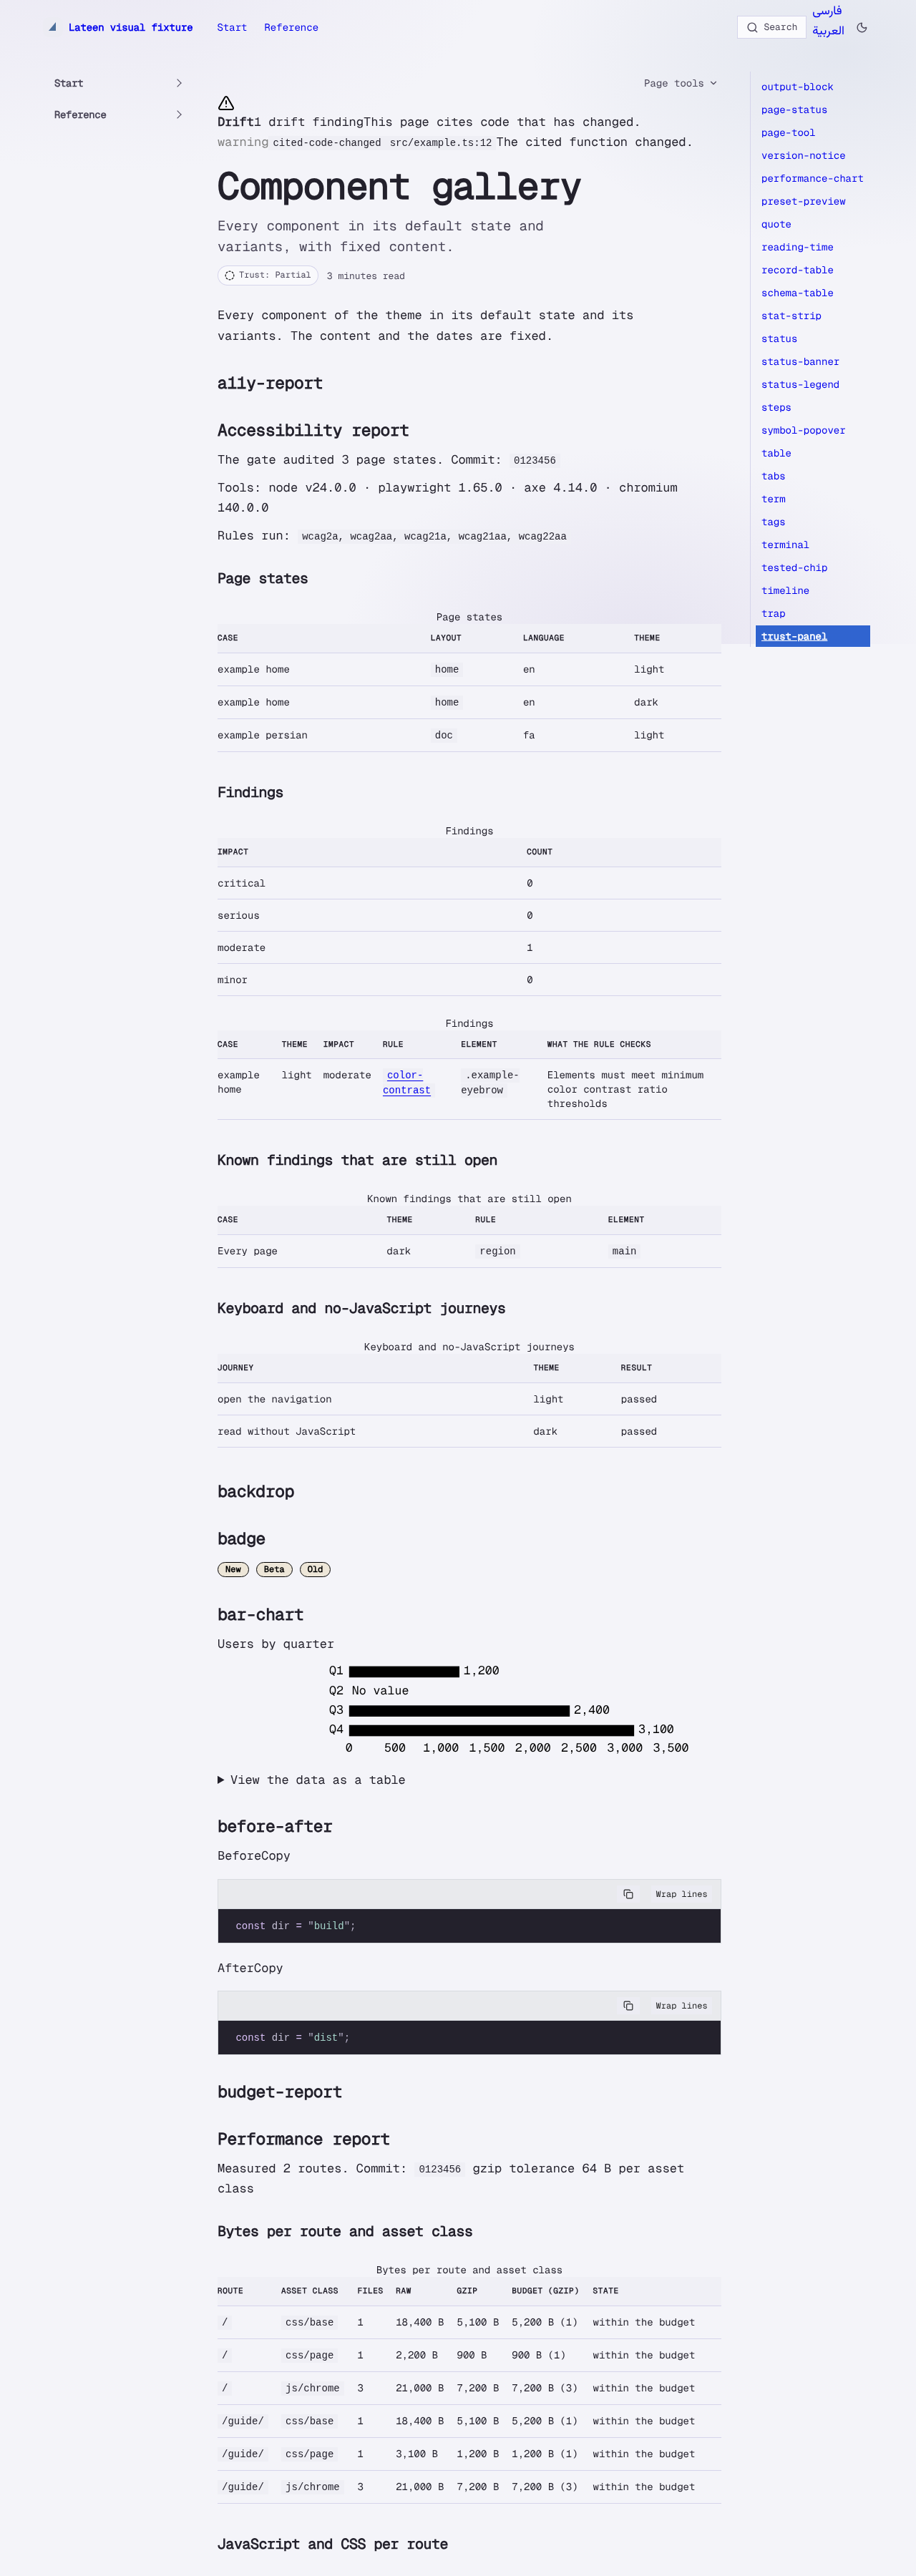 Lateen visual fixture
Start
Reference
Search
فارسی
العربية
Start
Reference
Page tools
Drift1 drift findingThis page cites code that has changed.
warning cited-code-changed src/example.ts:12 The cited function changed.
Component gallery
Every component in its default state and
variants, with fixed content.
Trust: Partial 3 minutes read
Every component of the theme in its default state and its
variants. The content and the dates are fixed.
a11y-report
Accessibility report
The gate audited 3 page states. Commit: 0123456
Tools: node v24.0.0 · playwright 1.65.0 · axe 4.14.0 · chromium
140.0.0
Rules run: wcag2a, wcag2aa, wcag21a, wcag21aa, wcag22aa
Page states
Page states
CASE LAYOUT LANGUAGE THEME
example home home en light
example home home en dark
example persian doc fa light
Findings
Findings
IMPACT COUNT
critical 0
serious 0
moderate 1
minor 0
Findings
CASE THEME IMPACT RULE ELEMENT WHAT THE RULE CHECKS
example light moderate color- .example- Elements must meet minimum
home contrast eyebrow color contrast ratio
thresholds
Known findings that are still open
Known findings that are still open
CASE THEME RULE ELEMENT
Every page dark region main
Keyboard and no-JavaScript journeys
Keyboard and no-JavaScript journeys
JOURNEY THEME RESULT
open the navigation light passed
read without JavaScript dark passed
backdrop
badge
New Beta Old
bar-chart
Users by quarter
Q1 1,200
Q2 No value
Q3 2,400
Q4 3,100
0 500 1,000 1,500 2,000 2,500 3,000 3,500
View the data as a table
before-after
BeforeCopy
Wrap lines
const dir = "build";
AfterCopy
Wrap lines
const dir = "dist";
budget-report
Performance report
Measured 2 routes. Commit: 0123456 gzip tolerance 64 B per asset
class
Bytes per route and asset class
Bytes per route and asset class
ROUTE ASSET CLASS FILES RAW GZIP BUDGET (GZIP) STATE
/ css/base 1 18,400 B 5,100 B 5,200 B (1) within the budget
/ css/page 1 2,200 B 900 B 900 B (1) within the budget
/ js/chrome 3 21,000 B 7,200 B 7,200 B (3) within the budget
/guide/ css/base 1 18,400 B 5,100 B 5,200 B (1) within the budget
/guide/ css/page 1 3,100 B 1,200 B 1,200 B (1) within the budget
/guide/ js/chrome 3 21,000 B 7,200 B 7,200 B (3) within the budget
JavaScript and CSS per route
output-block
page-status
page-tool
version-notice
performance-chart
preset-preview
quote
reading-time
record-table
schema-table
stat-strip
status
status-banner
status-legend
steps
symbol-popover
table
tabs
term
tags
terminal
tested-chip
timeline
trap
trust-panel